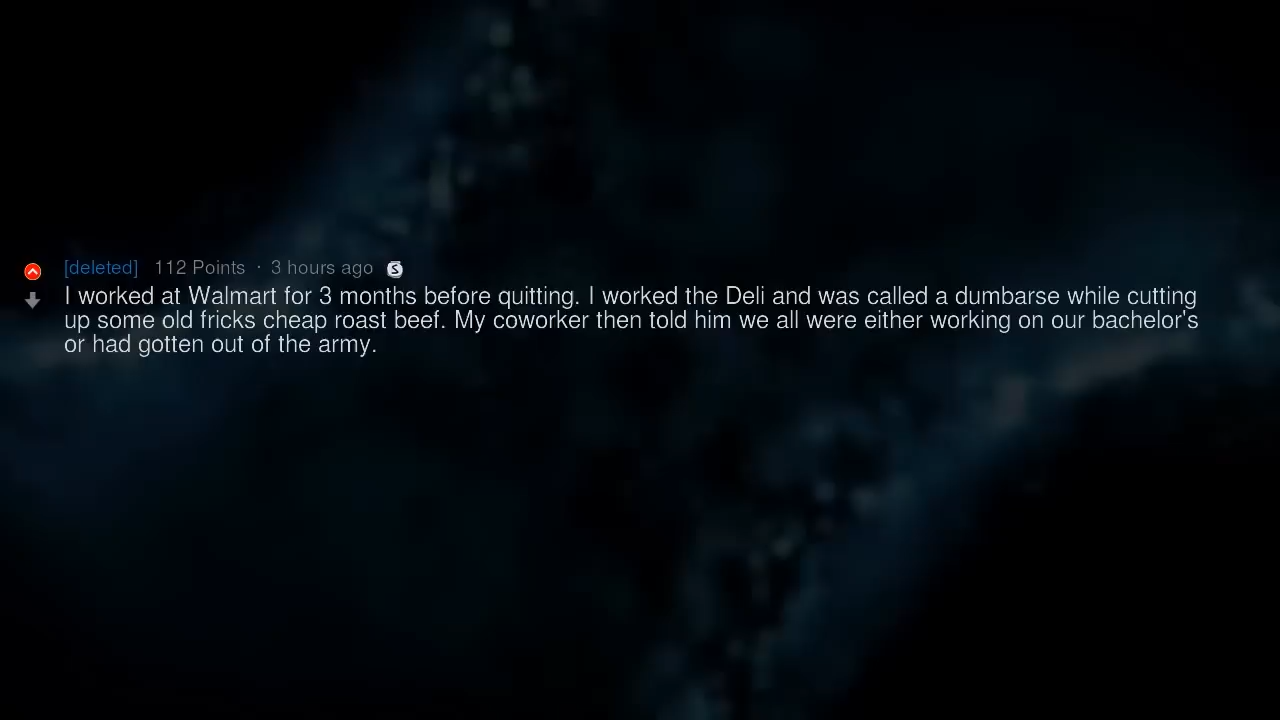 [deleted] 112 Points · 3 hours ago S
I worked at Walmart for 3 months before quitting. I worked the Deli and was called a dumbarse while cutting
up some old fricks cheap roast beef. My coworker then told him we all were either working on our bachelor's
or had gotten out of the army.